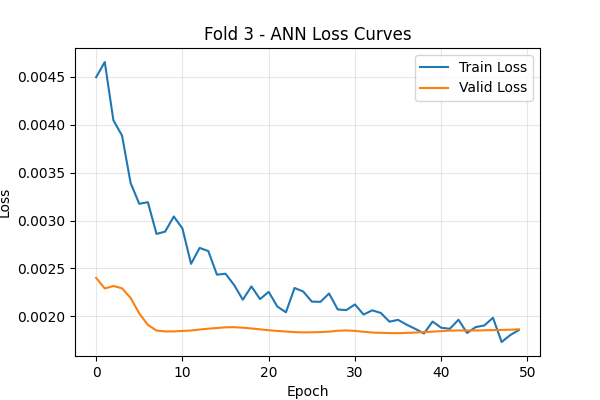 Fold 3 - ANN Loss Curves
Train Loss
Valid Loss
0.0045
0.0040
0.0035
0.0030
0.0025
0.0020
Loss
0 10 20 30 40 50
Epoch